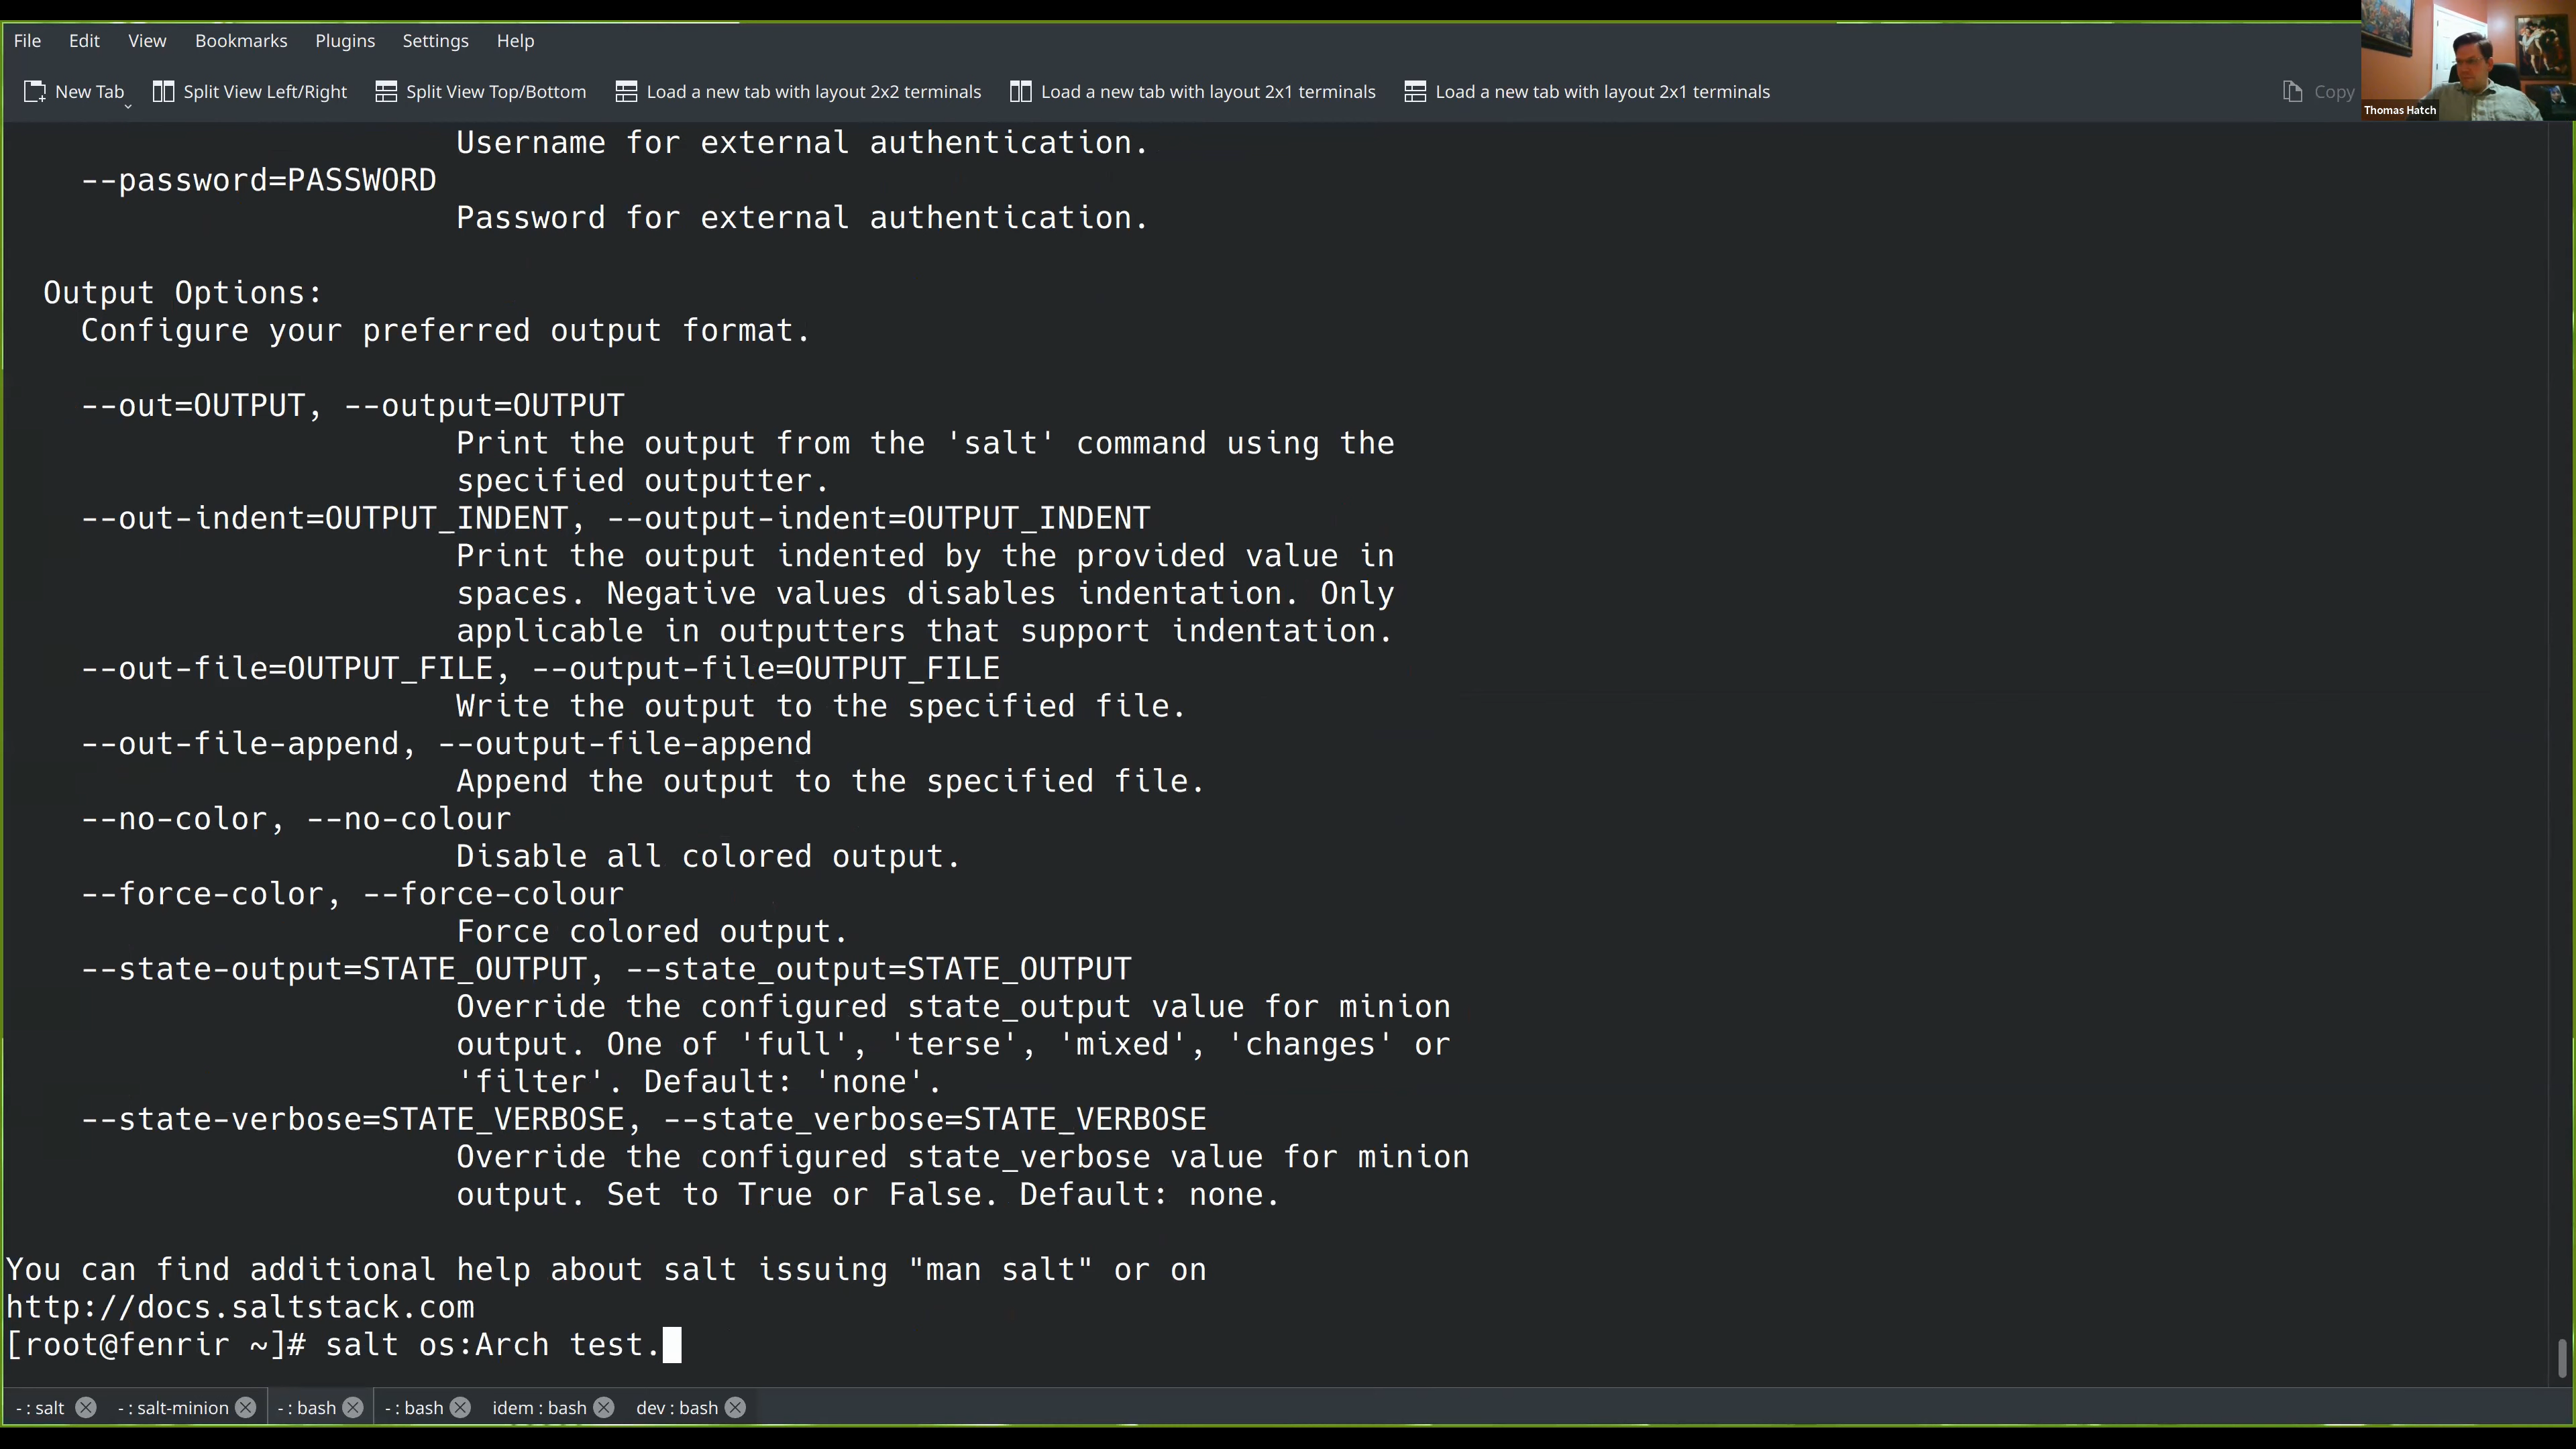 File Edit View Bookmarks Plugins Settings Help
New Tab Split View Left/Right Split View Top/Bottom Load a new tab with layout 2x2 terminals Load a new tab with layout 2x1 terminals Load a new tab with layout 2x1 terminals Copy
Thomas Hatch
Username for external authentication.
--password=PASSWORD
Password for external authentication.
Output Options:
Configure your preferred output format.
--out=OUTPUT, --output=OUTPUT
Print the output from the 'salt' command using the
specified outputter.
--out-indent=OUTPUT_INDENT, --output-indent=OUTPUT_INDENT
Print the output indented by the provided value in
spaces. Negative values disables indentation. Only
applicable in outputters that support indentation.
--out-file=OUTPUT_FILE, --output-file=OUTPUT_FILE
Write the output to the specified file.
--out-file-append, --output-file-append
Append the output to the specified file.
--no-color, --no-colour
Disable all colored output.
--force-color, --force-colour
Force colored output.
--state-output=STATE_OUTPUT, --state_output=STATE_OUTPUT
Override the configured state_output value for minion
output. One of 'full', 'terse', 'mixed', 'changes' or
'filter'. Default: 'none'.
--state-verbose=STATE_VERBOSE, --state_verbose=STATE_VERBOSE
Override the configured state_verbose value for minion
output. Set to True or False. Default: none.
You can find additional help about salt issuing "man salt" or on
http://docs.saltstack.com
[root@fenrir ~]# salt os:Arch test.
- : salt - : salt-minion - : bash - : bash idem : bash dev : bash